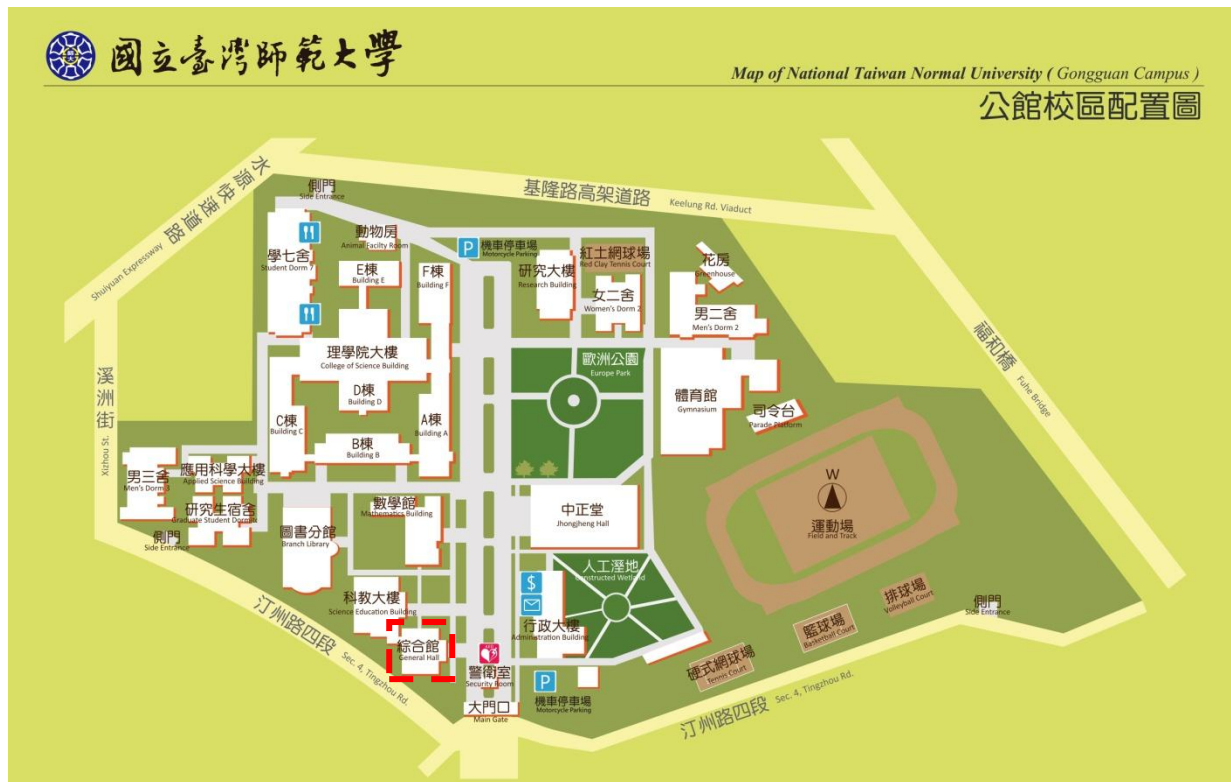 國立臺灣師範大學
Map of National Taiwan Normal University ( Gongguan Campus )
公館校區配置圖
水源快速道路
Shuiyuan Expressway
基隆路高架道路
Keelung Rd. Viaduct
側門
Side Entrance
學七舍
Student Dorm 7
動物房
Animal Facilty Room
E棟
Building E
F棟
Building F
P
機車停車場
Motorcycle Parking
研究大樓
Research Building
紅土網球場
Red Clay Tennis Court
女二舍
Women's Dorm 2
花房
Greenhouse
男二舍
Men's Dorm 2
福和橋
Fuhe Bridge
理學院大樓
College of Science Building
歐洲公園
Europe Park
溪洲街
Xizhou St.
D棟
Building D
C棟
Building C
A棟
Building A
B棟
Building B
體育館
Gymnasium
司令台
Parade Platform
男三舍
Men's Dorm 3
應用科學大樓
Applied Science Building
研究生宿舍
Graduate Student Dorm
側門
Side Entrance
圖書分館
Branch Library
數學館
Mathematics Building
中正堂
Jhongjheng Hall
W
運動場
Field and Track
人工溼地
Constructed Wetland
科教大樓
Science Education Building
$
行政大樓
Administration Building
排球場
Volleyball Court
側門
Side Entrance
籃球場
Basketball Court
硬式網球場
Tennis Court
綜合館
General Hall
警衛室
Security Room
P
機車停車場
Motorcycle Parking
大門口
Main Gate
汀州路四段
Sec. 4, Tingzhou Rd.
汀州路四段
Sec. 4, Tingzhou Rd.